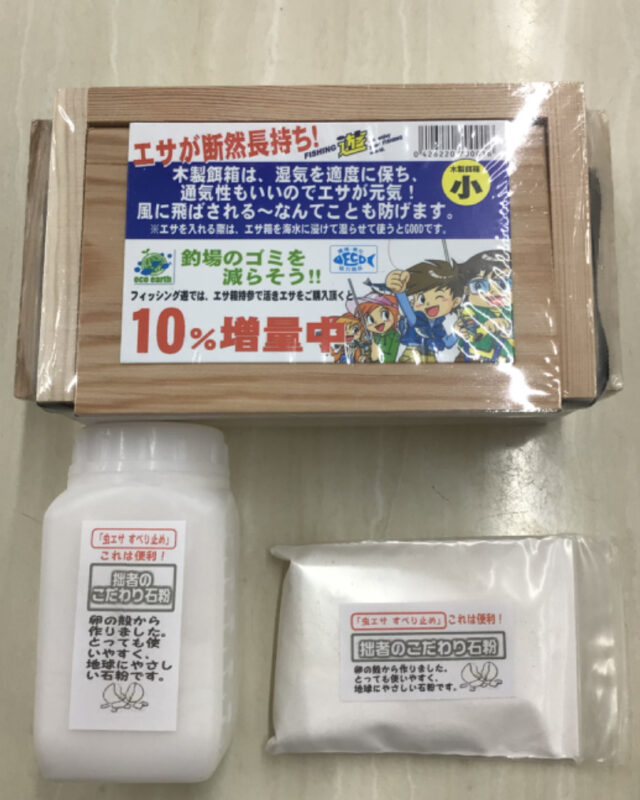 エサが断然長持ち!
FISHING 遊
木製餌箱は、湿気を適度に保ち、
通気性もいいのでエサが元気!
風に飛ばされる〜なんてことも防げます。
※エサを入れる際は、エサ箱を海水に浸けて湿らせて使うとGOODです。
木製餌箱
小
eco earth
釣場のゴミを
減らそう!!
フィッシング遊では、エサ箱持参で活きエサをご購入頂くと
10%増量中
「虫エサ すべり止め」
これは便利!
拙者の
こだわり石粉
卵の殻から
作りました。
とっても使
いやすく、
地球にやさし
い石粉です。
「虫エサ すべり止め」これは便利!
拙者のこだわり石粉
卵の殻から作りました。
とっても使いやすく、
地球にやさしい石粉です。